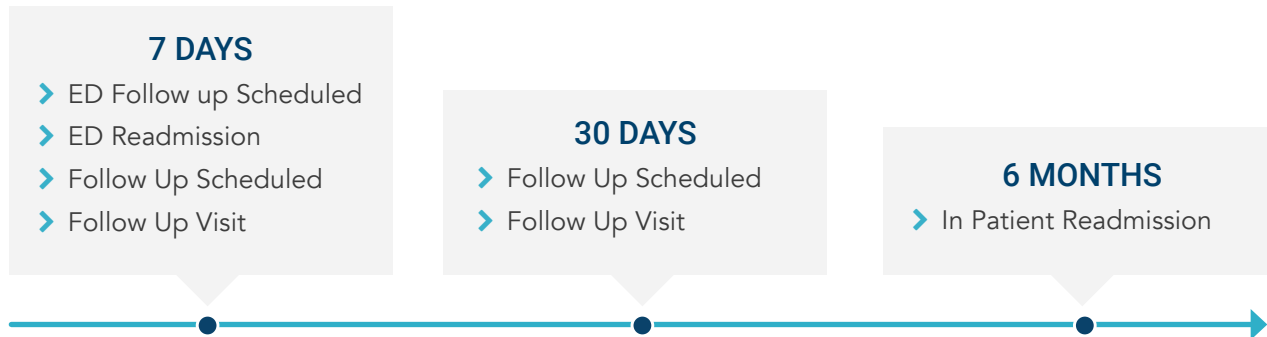 7 DAYS
ED Follow up Scheduled
ED Readmission
Follow Up Scheduled
Follow Up Visit
30 DAYS
Follow Up Scheduled
Follow Up Visit
6 MONTHS
In Patient Readmission